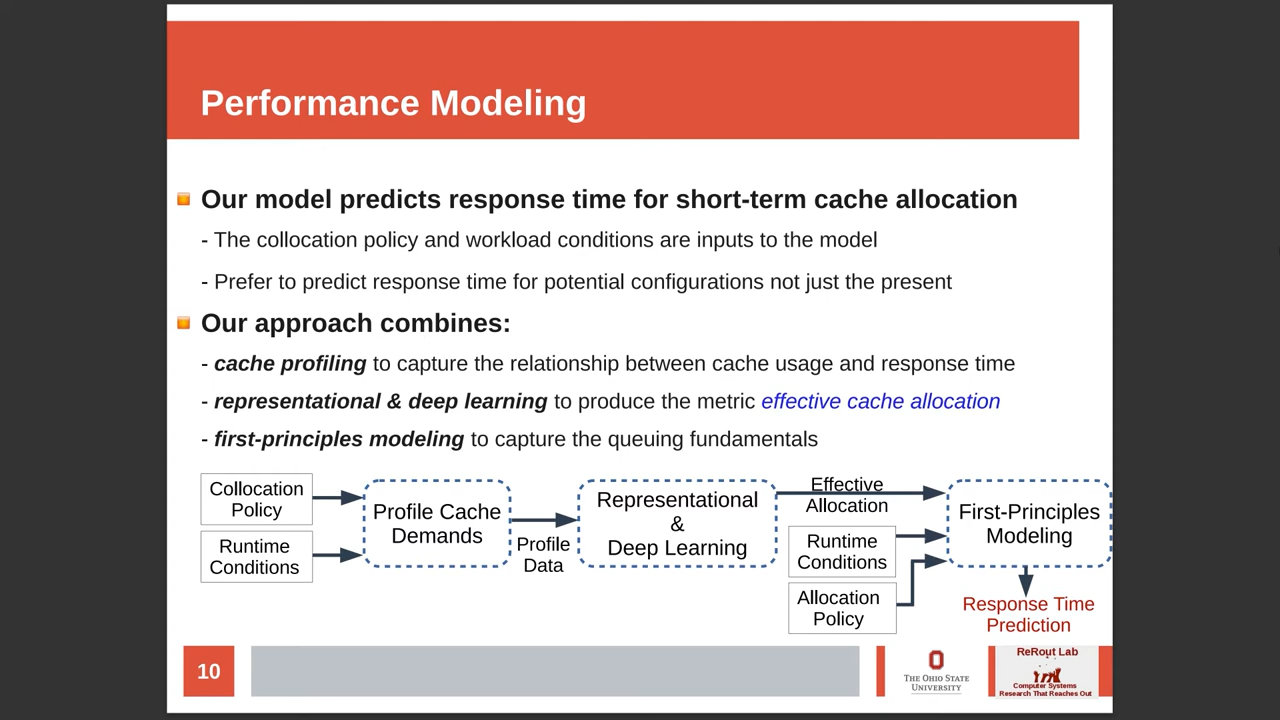 Performance Modeling
Our model predicts response time for short-term cache allocation
- The collocation policy and workload conditions are inputs to the model
- Prefer to predict response time for potential configurations not just the present
Our approach combines:
- cache profiling to capture the relationship between cache usage and response time
- representational & deep learning to produce the metric effective cache allocation
- first-principles modeling to capture the queuing fundamentals
Collocation
Policy
Runtime
Conditions
Profile Cache
Demands
Profile
Data
Representational
&
Deep Learning
Effective
Allocation
Runtime
Conditions
Allocation
Policy
First-Principles
Modeling
Response Time
Prediction
10
THE OHIO STATE
UNIVERSITY
ReRout Lab
Computer Systems
Research That Reaches Out